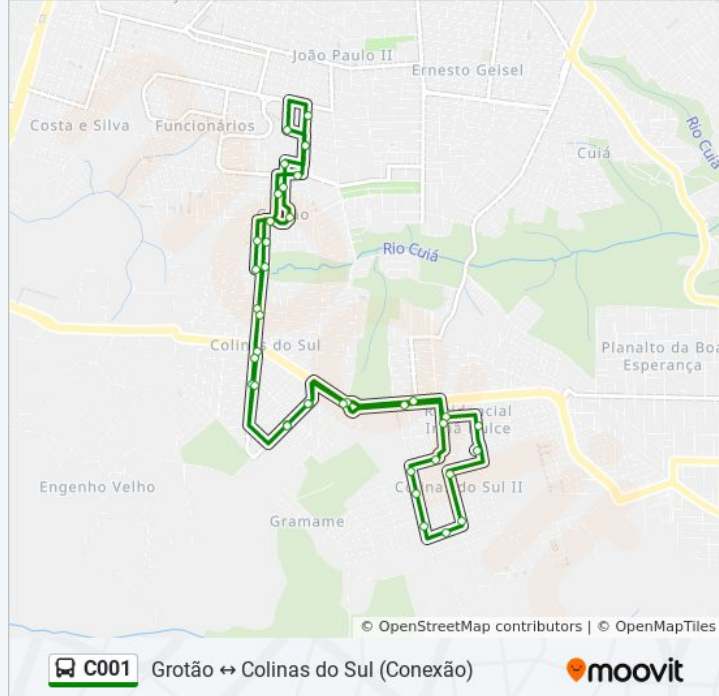 João Paulo II
Ernesto Geisel
Costa e Silva
Funcionários
Rio Cuiá
Cuiá
Rio Cuiá
Colinas do Sul
Planalto da Boa
Esperança
Residencial
Irmã Dulce
Engenho Velho
Colinas do Sul II
Gramame
© OpenStreetMap contributors | © OpenMapTiles
C001 Grotão ↔ Colinas do Sul (Conexão)
moovit